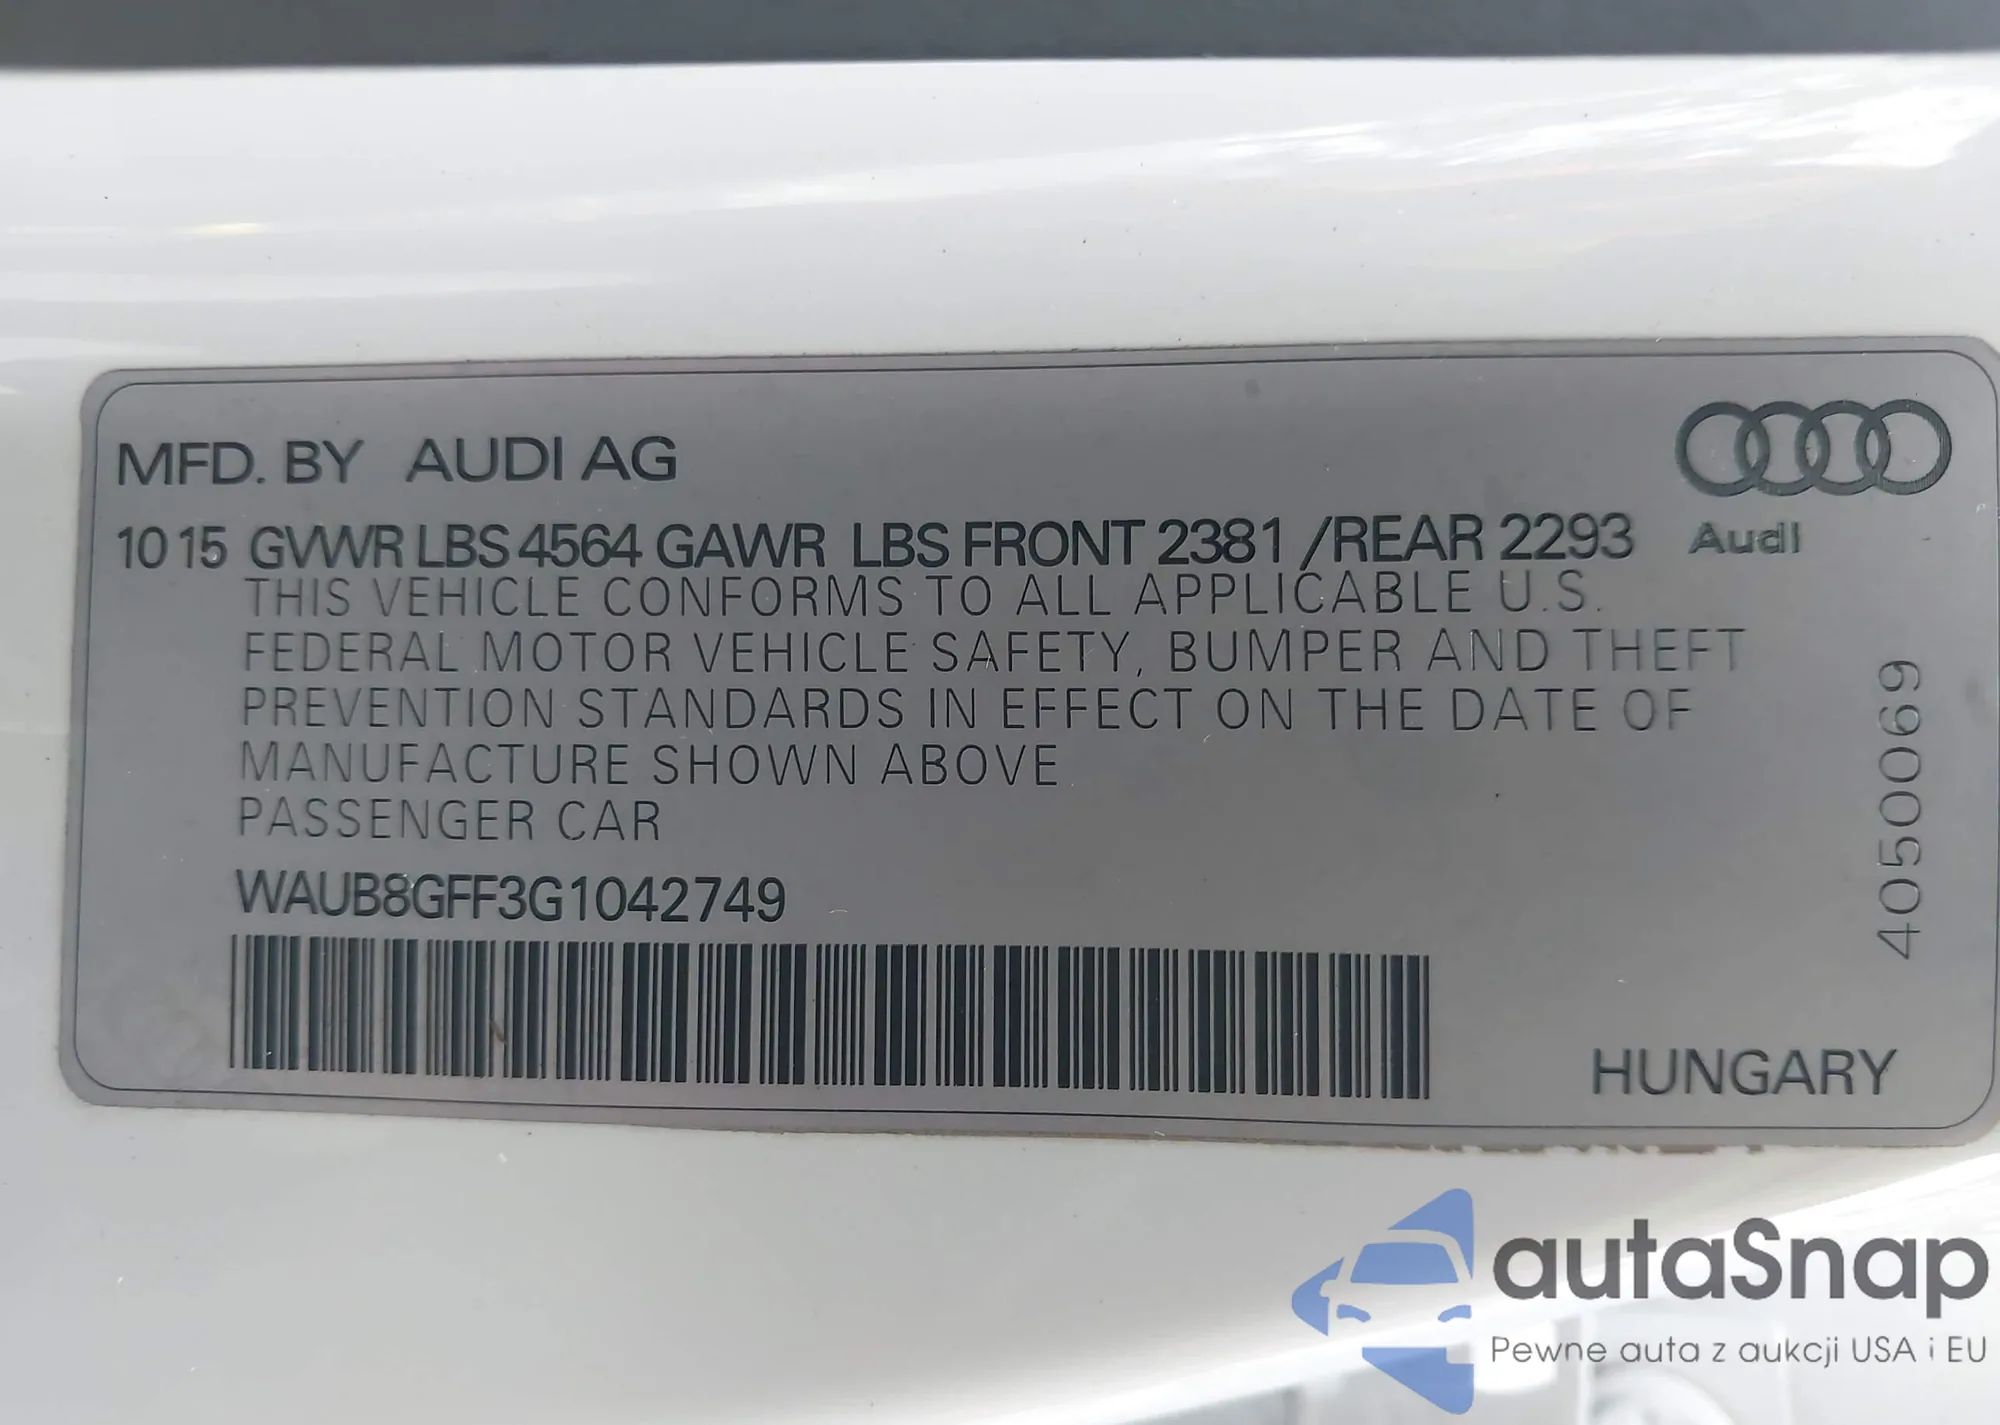 MFD. BY AUDI AG
10 15 GVWR LBS 4564 GAWR LBS FRONT 2381 /REAR 2293
Audi
THIS VEHICLE CONFORMS TO ALL APPLICABLE U.S.
FEDERAL MOTOR VEHICLE SAFETY, BUMPER AND THEFT
PREVENTION STANDARDS IN EFFECT ON THE DATE OF
MANUFACTURE SHOWN ABOVE
PASSENGER CAR
WAUB8GFF3G1042749
4050069
HUNGARY
autaSnap
Pewne auta z aukcji USA i EU